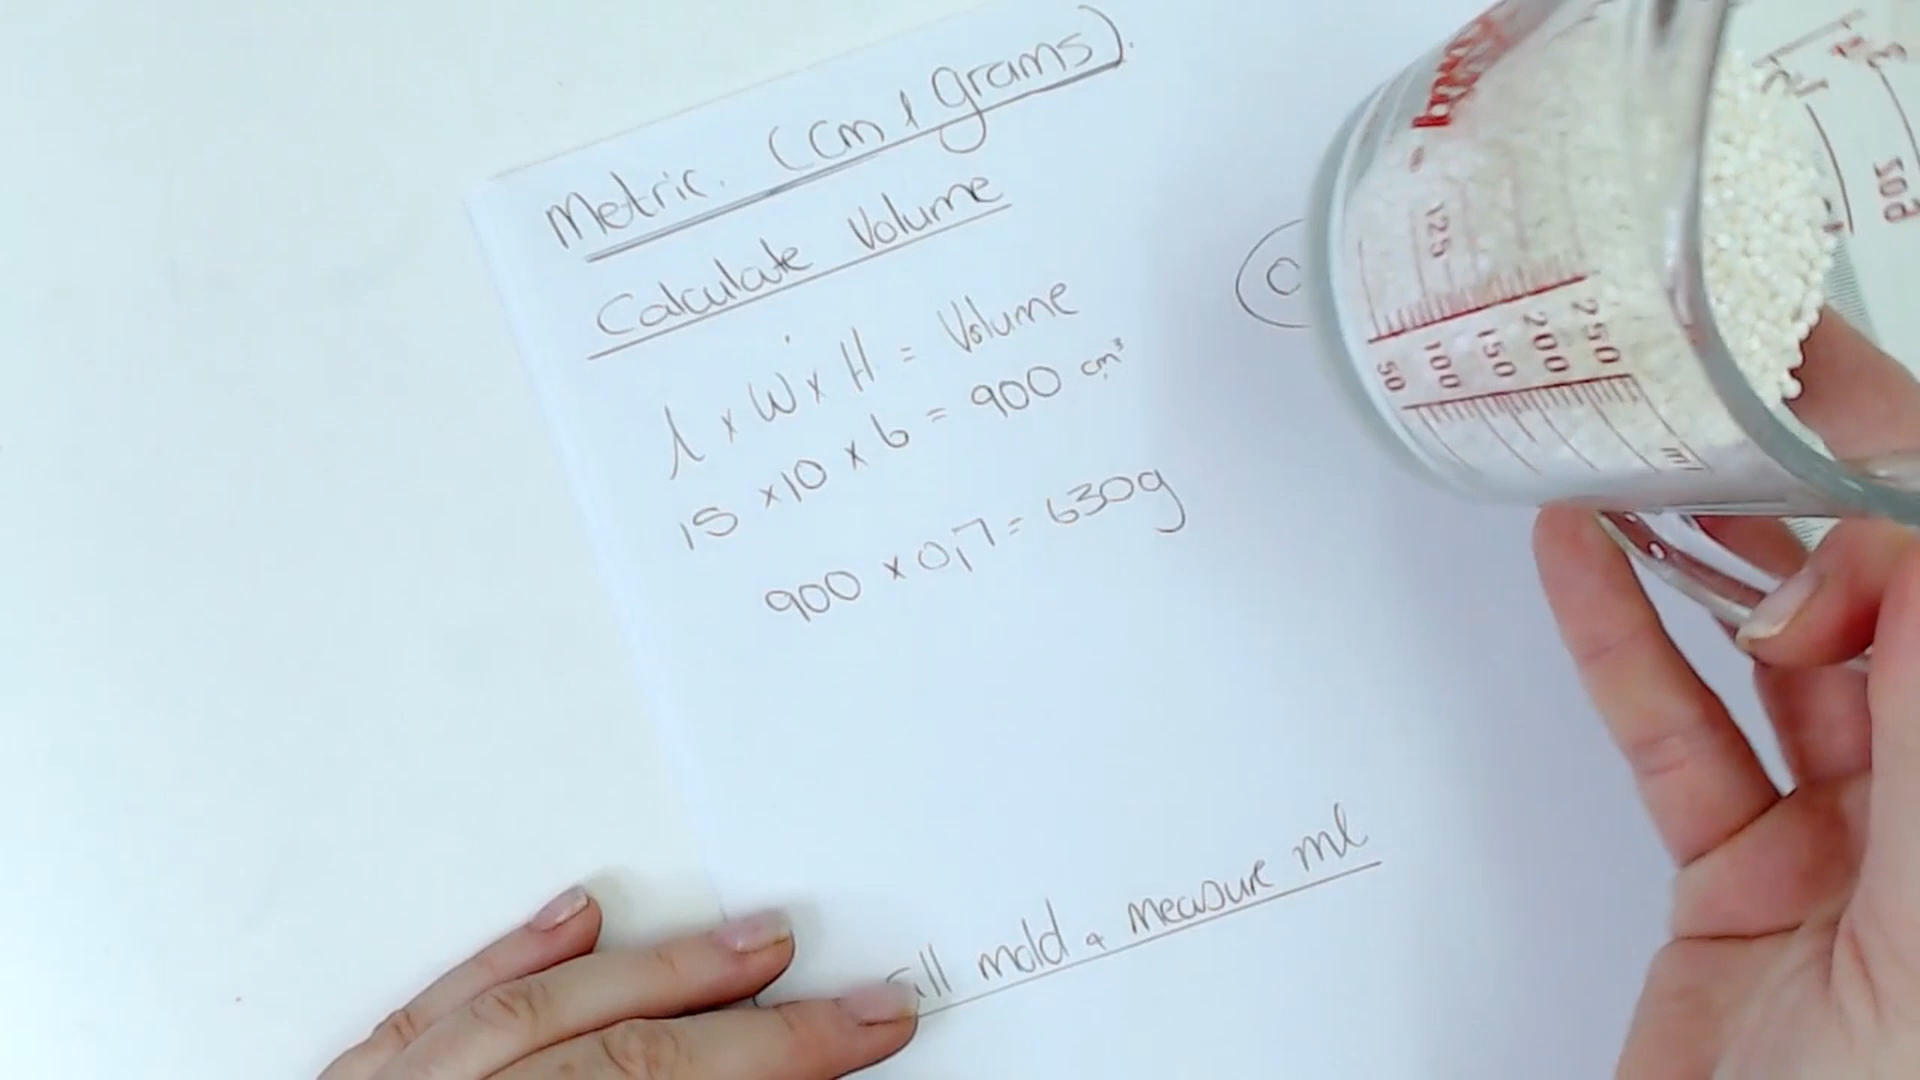 Metric. (cm & grams).
Calculate Volume
l x W x H = Volume
15 x 10 x 6 = 900 cm³
900 x 0,7 = 630g
fill mold & measure ml
125
50 100 150 200 250
ml
8oz